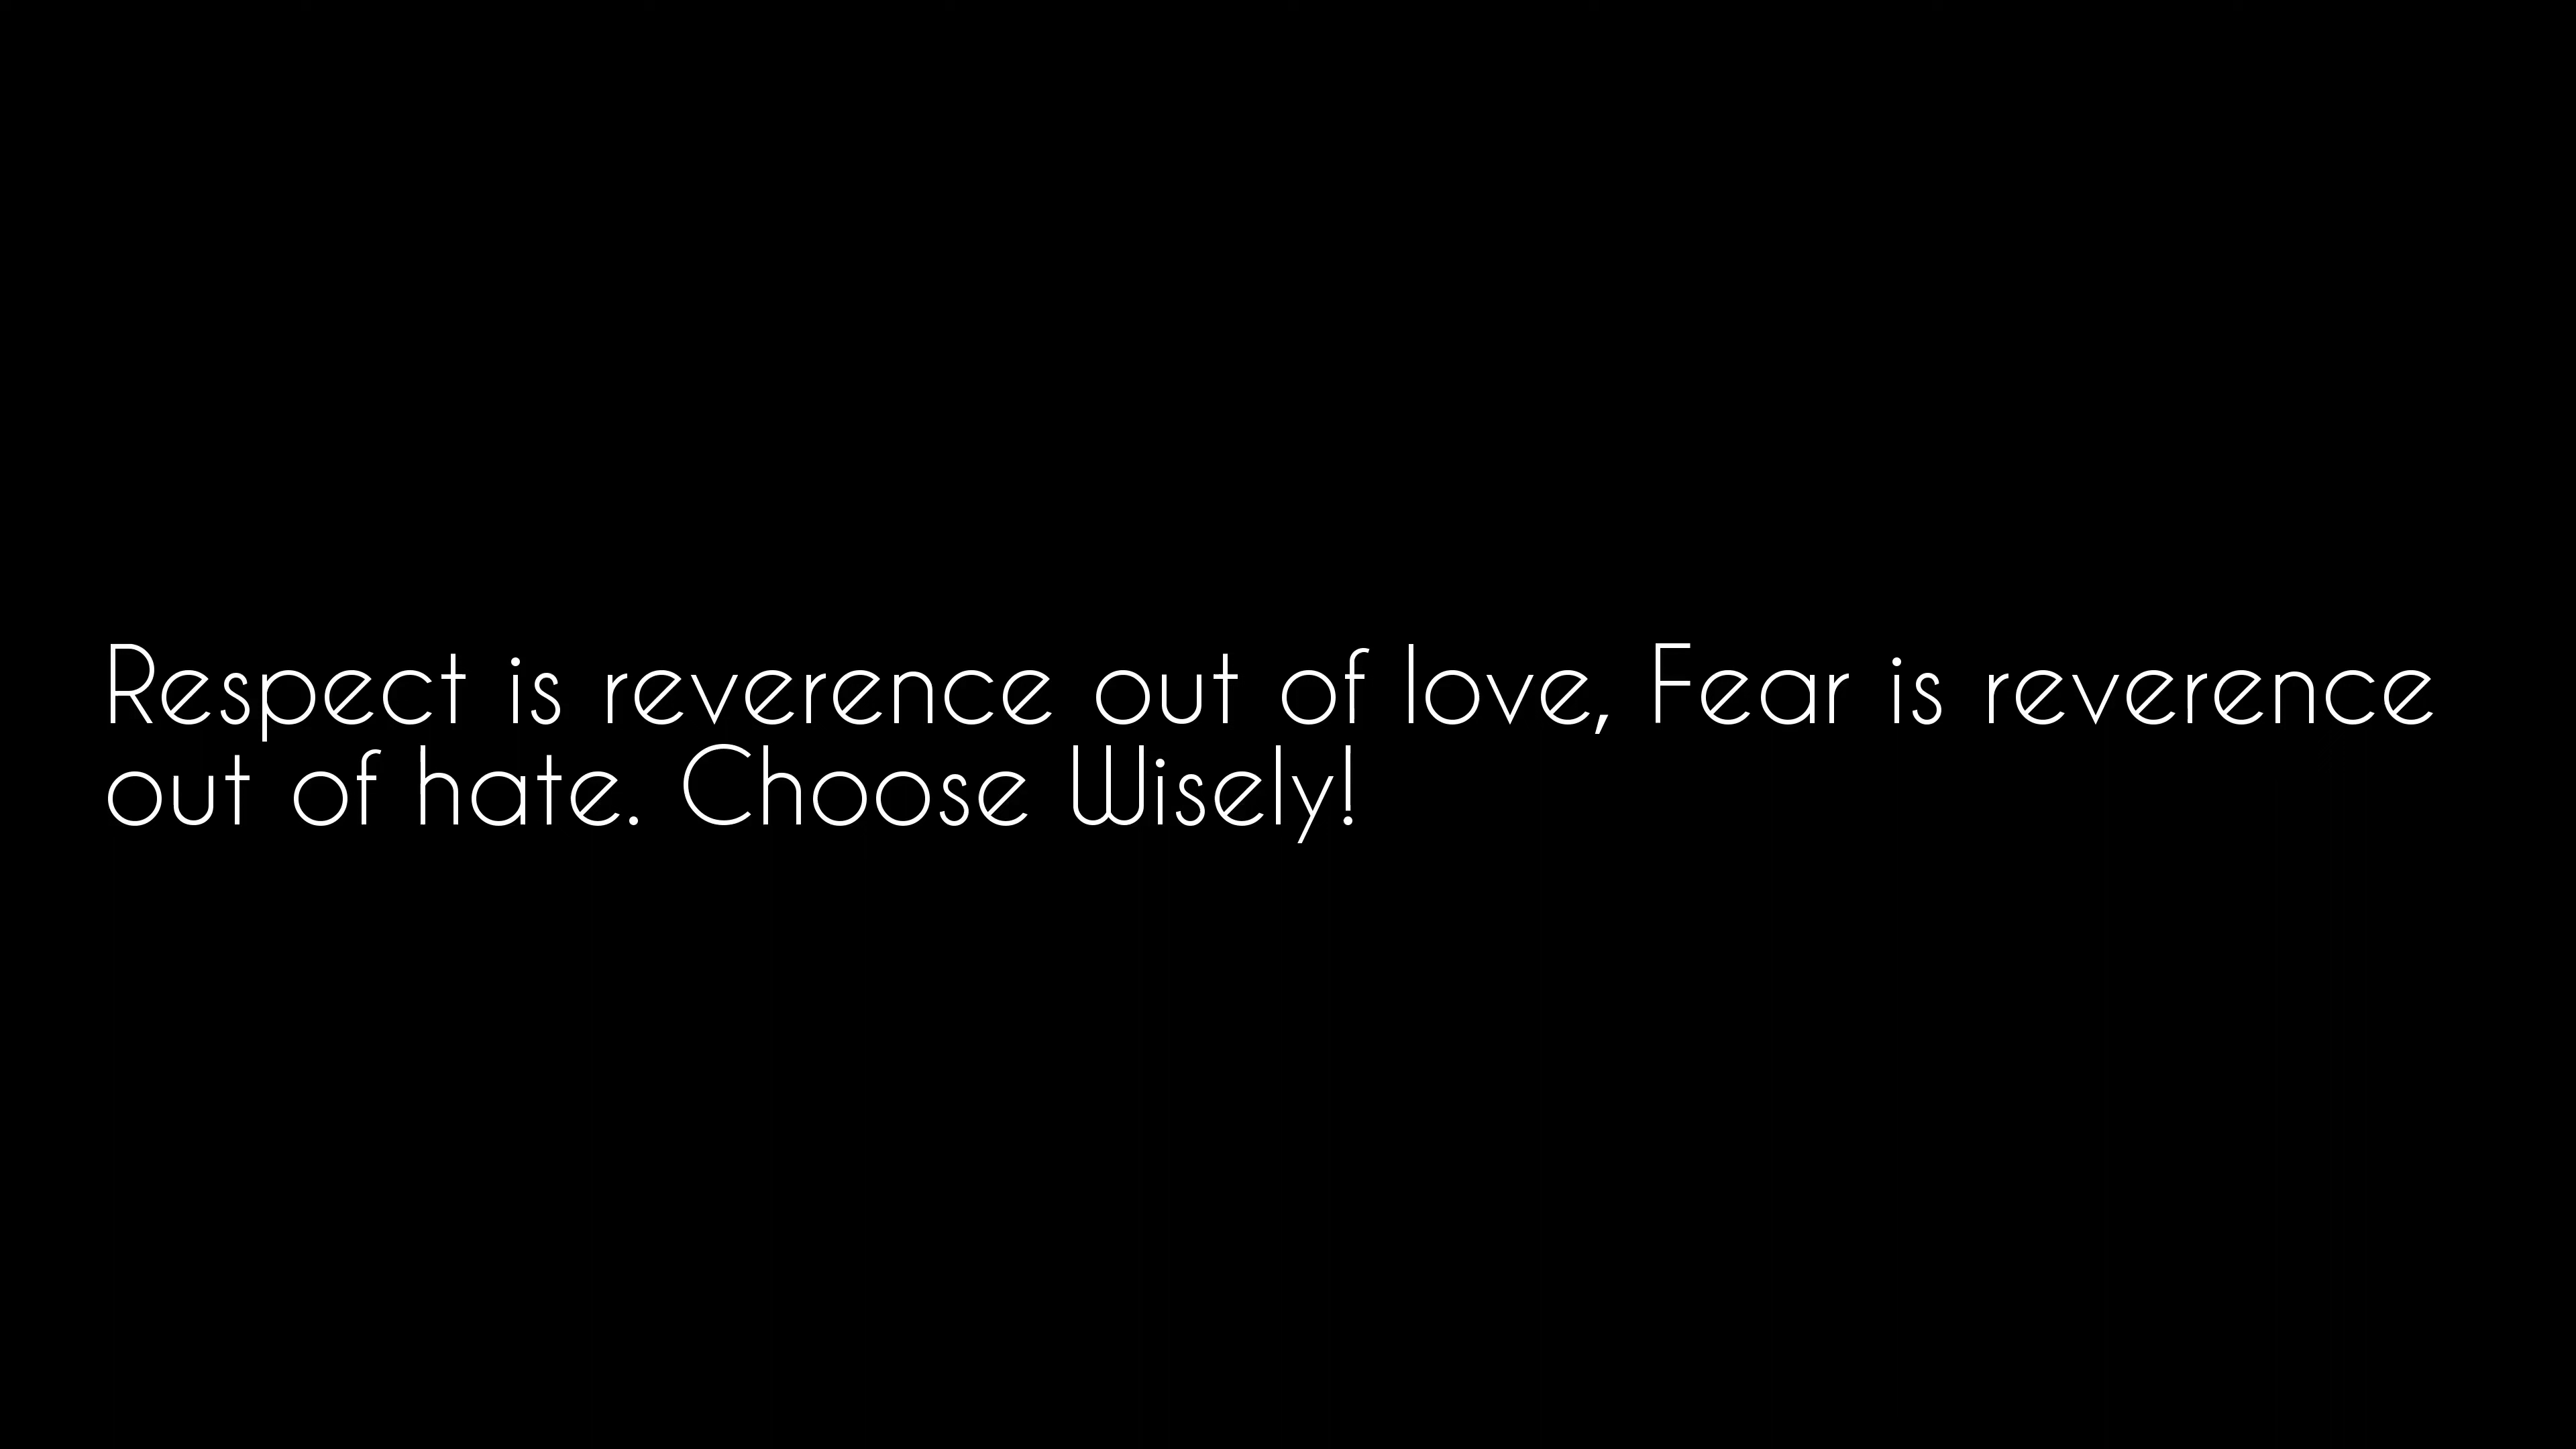 Respect is reverence out of love, Fear is reverence
out of hate. Choose Wisely!